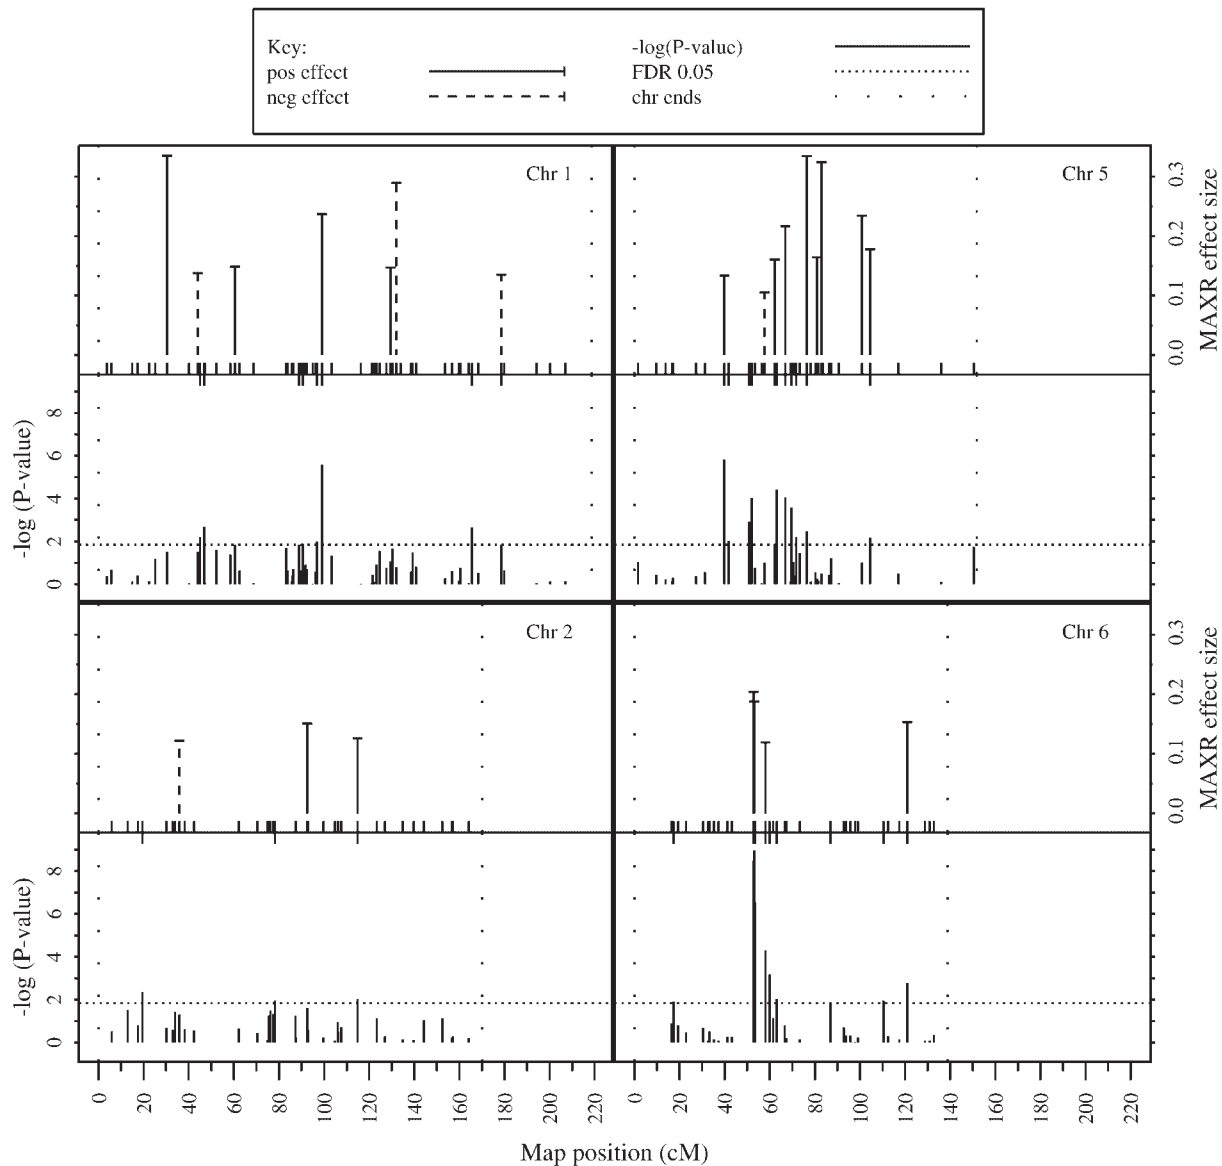 Key:
pos effect
neg effect
-log(P-value)
FDR 0.05
chr ends
Chr 1
Chr 5
0.0 0.1 0.2 0.3
MAXR effect size
0 2 4 6 8
-log (P-value)
Chr 2
Chr 6
0.0 0.1 0.2 0.3
MAXR effect size
0 2 4 6 8
-log (P-value)
0 20 40 60 80 100 120 140 160 180 200 220 0 20 40 60 80 100 120 140 160 180 200 220
Map position (cM)